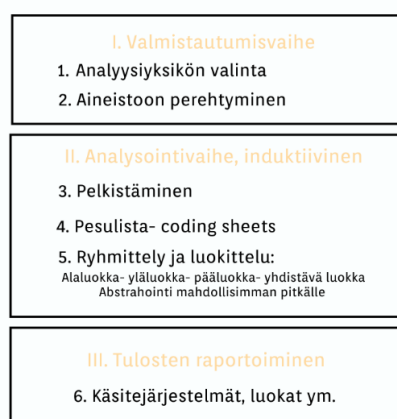 I. Valmistautumisvaihe
1. Analyysiyksikön valinta
2. Aineistoon perehtyminen
II. Analysointivaihe, induktiivinen
3. Pelkistäminen
4. Pesulista- coding sheets
5. Ryhmittely ja luokittelu:
Alaluokka- yläluokka- pääluokka- yhdistävä luokka
Abstrahointi mahdollisimman pitkälle
III. Tulosten raportoiminen
6. Käsitejärjestelmät, luokat ym.